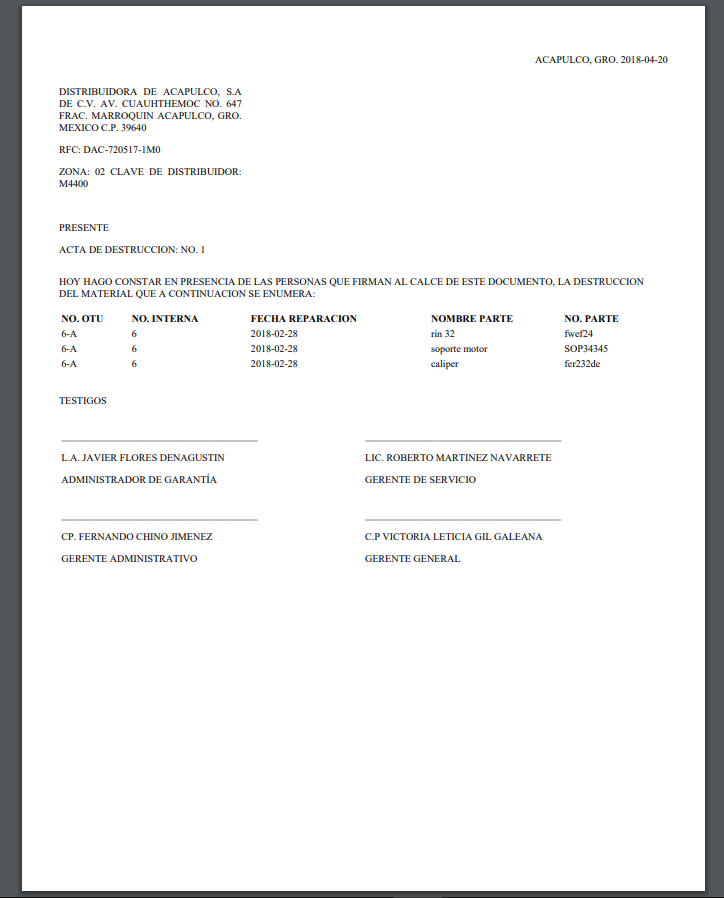 ACAPULCO, GRO. 2018-04-20
DISTRIBUIDORA DE ACAPULCO, S.A
DE C.V. AV. CUAUHTHEMOC NO. 647
FRAC. MARROQUIN ACAPULCO, GRO.
MEXICO C.P. 39640
RFC: DAC-720517-1M0
ZONA: 02 CLAVE DE DISTRIBUIDOR:
M4400
PRESENTE
ACTA DE DESTRUCCION: NO. 1
HOY HAGO CONSTAR EN PRESENCIA DE LAS PERSONAS QUE FIRMAN AL CALCE DE ESTE DOCUMENTO, LA DESTRUCCION
DEL MATERIAL QUE A CONTINUACION SE ENUMERA:
NO. OTU NO. INTERNA FECHA REPARACION NOMBRE PARTE NO. PARTE
6-A 6 2018-02-28 rin 32 fwef24
6-A 6 2018-02-28 soporte motor SOP34345
6-A 6 2018-02-28 caliper fer232de
TESTIGOS
L.A. JAVIER FLORES DENAGUSTIN LIC. ROBERTO MARTINEZ NAVARRETE
ADMINISTRADOR DE GARANTÍA GERENTE DE SERVICIO
CP. FERNANDO CHINO JIMENEZ C.P VICTORIA LETICIA GIL GALEANA
GERENTE ADMINISTRATIVO GERENTE GENERAL